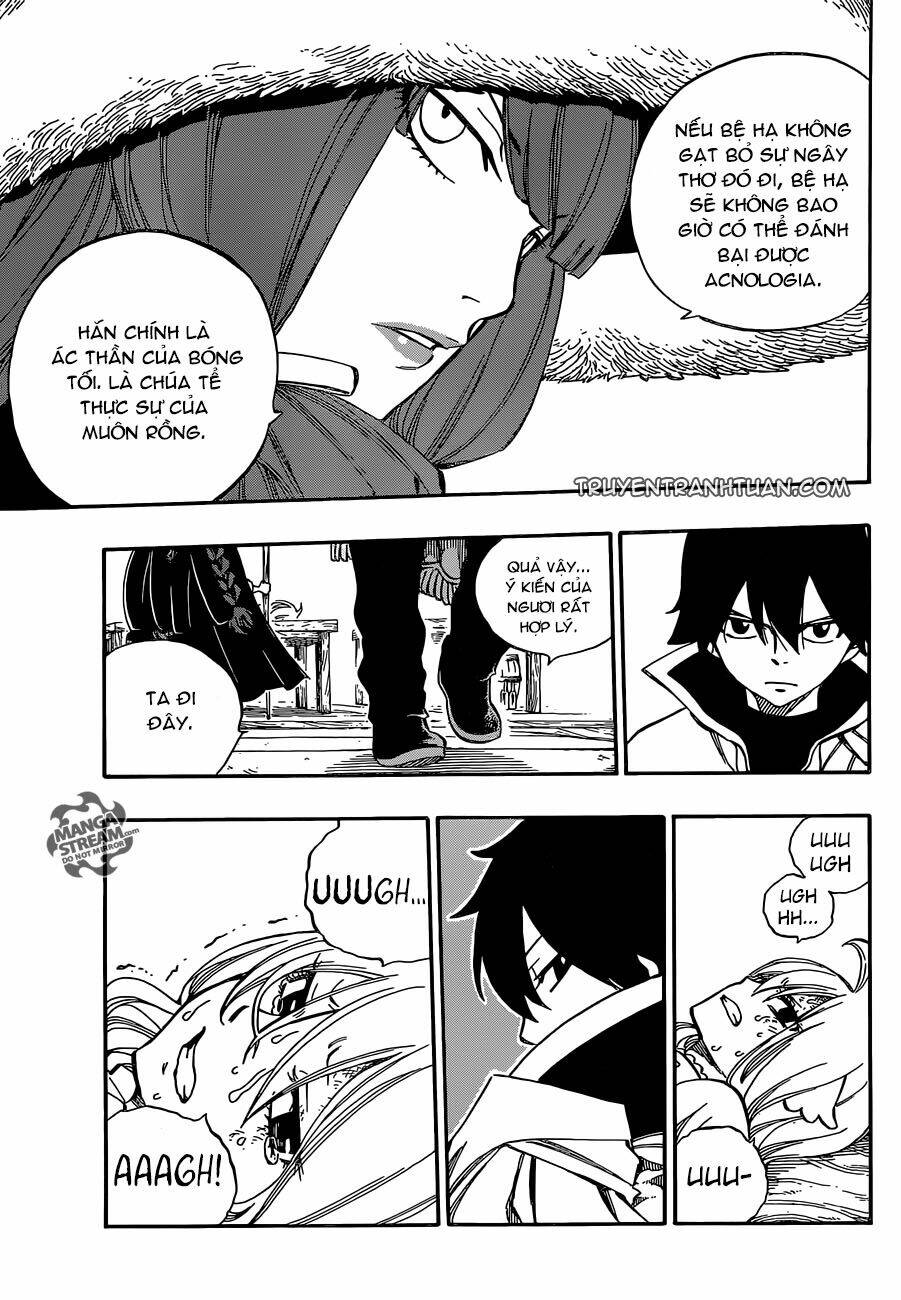 NẾU BỆ HẠ KHÔNG
GẠT BỎ SỰ NGÂY
THƠ ĐÓ ĐI, BỆ HẠ
SẼ KHÔNG BAO
GIỜ CÓ THỂ ĐÁNH
BẠI ĐƯỢC
ACNOLOGIA.
HẮN CHÍNH LÀ
ÁC THẦN CỦA BÓNG
TỐI. LÀ CHÚA TỂ
THỰC SỰ CỦA
MUÔN RỒNG.
TRUYENTRANHTUAN.COM
QUẢ VẬY...
Ý KIẾN CỦA
NGƯƠI RẤT
HỢP LÝ.
TA ĐI
ĐÂY.
UUU
UGH
UGH
HH...
UUU-
UUUGH...
AAAGH!
MANGA
STREAM.com
DO NOT MIRROR!